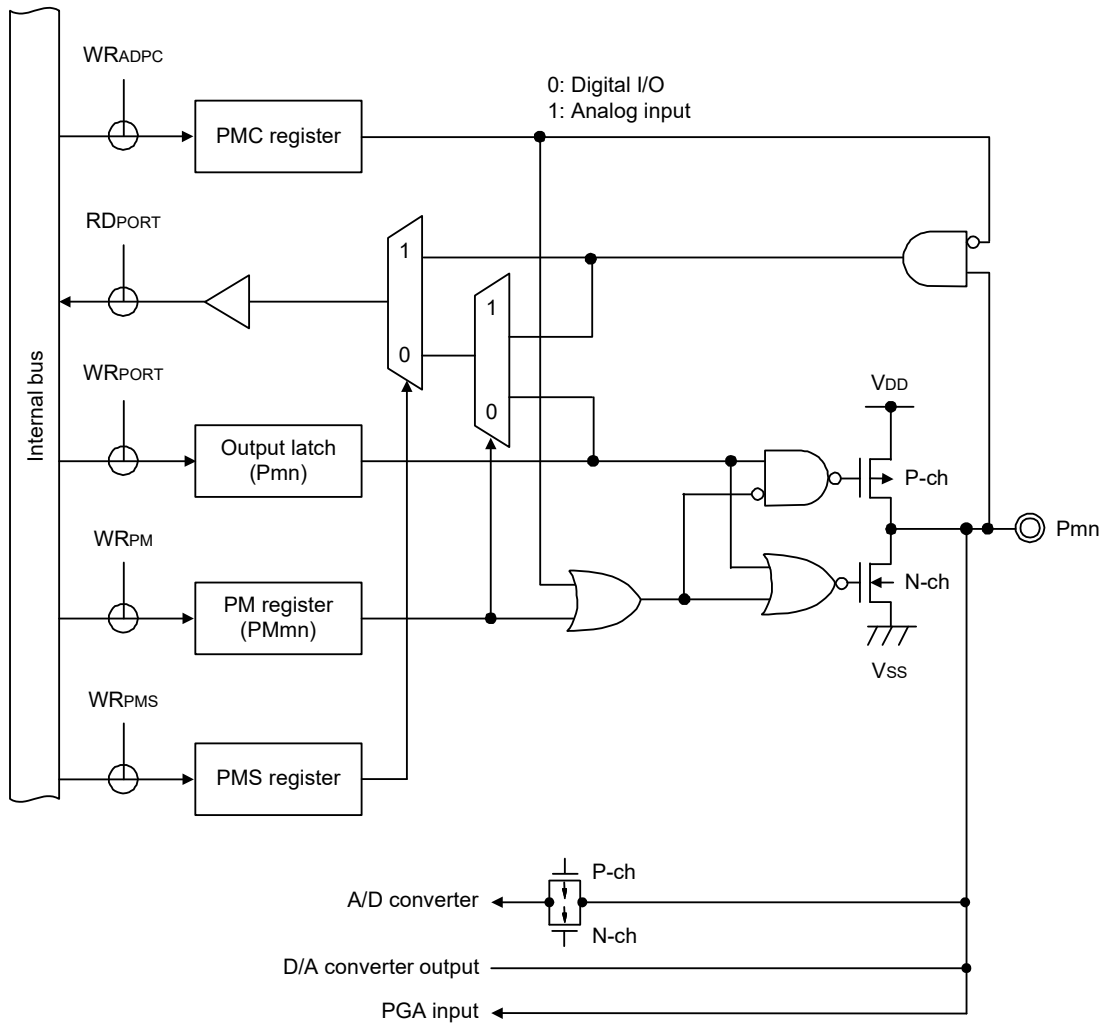 WRADPC
0: Digital I/O
1: Analog input
PMC register
RDPORT
1
1
0
0
Internal bus
WRPORT
VDD
Output latch
(Pmn)
P-ch
Pmn
WRPM
N-ch
PM register
(PMmn)
VSS
WRPMS
PMS register
P-ch
A/D converter
N-ch
D/A converter output
PGA input